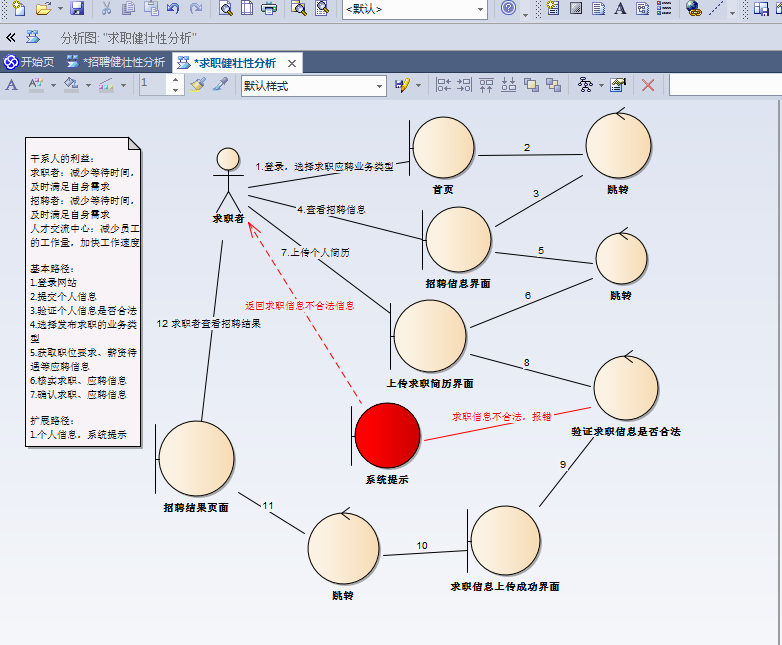 <默认>
分析图: "求职健壮性分析"
开始页
*招聘健壮性分析
*求职健壮性分析
1
默认样式
干系人的利益：
求职者：减少等待时间，
及时满足自身需求
招聘者：减少等待时间，
及时满足自身需求
人才交流中心：减少员工
的工作量，加快工作速度
基本路径：
1.登录网站
2.提交个人信息
3.验证个人信息是否合法
4.选择发布求职的业务类
型
5.获取职位要求、薪资待
遇等应聘信息
6.核实求职、应聘信息
7.确认求职、应聘信息
扩展路径：
1.个人信息，系统提示
求职者
1.登录，选择求职应聘业务类型
首页
2
跳转
3
4.查看招聘信息
招聘信息界面
5
跳转
6
7.上传个人简历
上传求职简历界面
8
返回求职信息不合法信息
12 求职者查看招聘结果
求职信息不合法，报错
验证求职信息是否合法
系统提示
9
招聘结果页面
11
跳转
10
求职信息上传成功界面